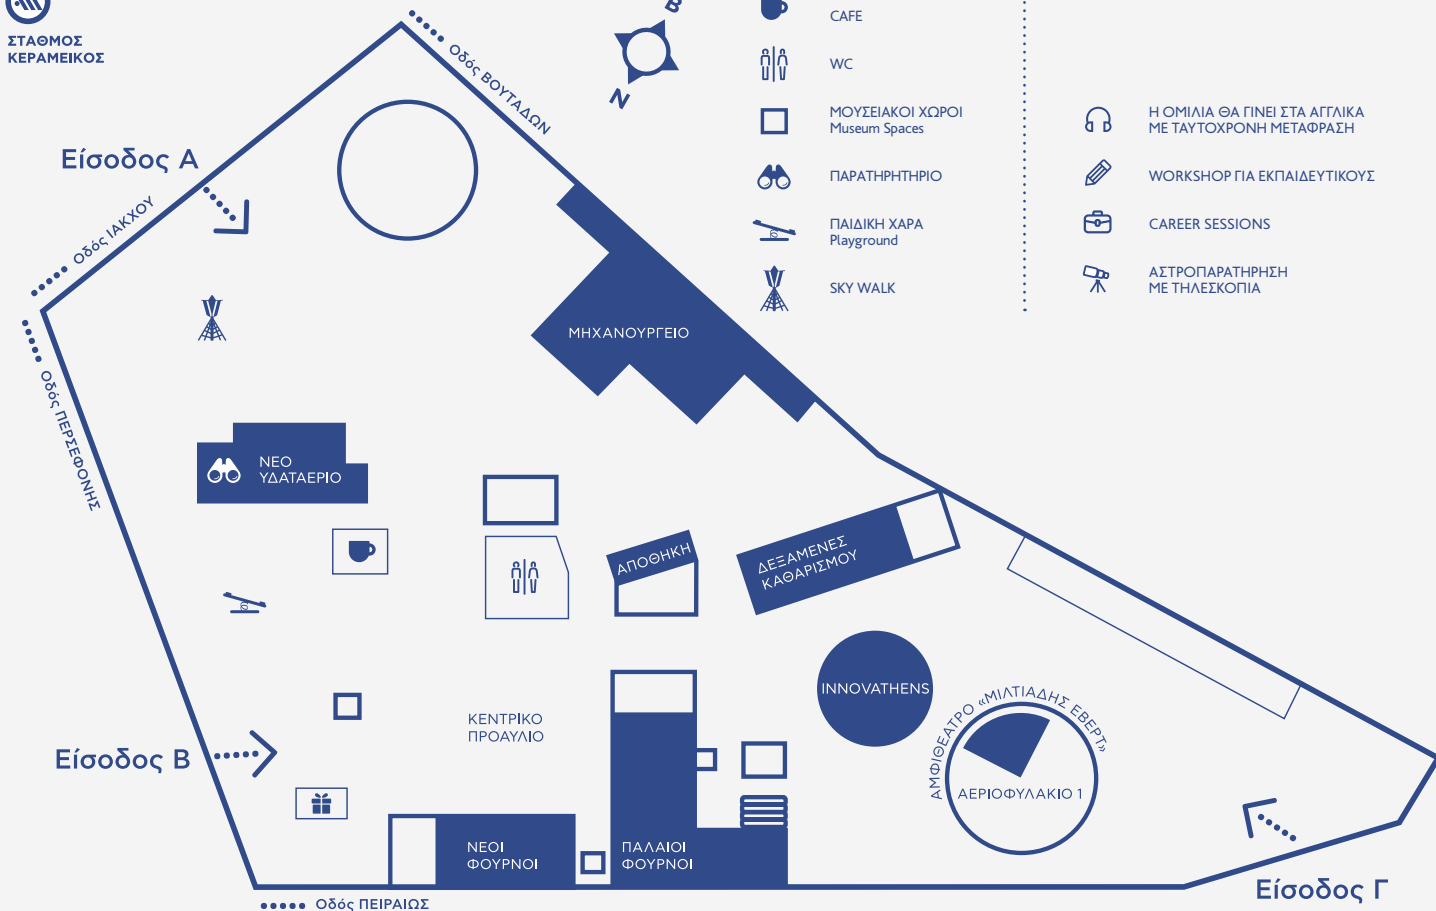 ΣΤΑΘΜΟΣ
ΚΕΡΑΜΕΙΚΟΣ
Β
Ν
Οδός ΒΟΥΤΑΔΩΝ
Είσοδος Α
Οδός ΙΑΚΧΟΥ
Οδός ΠΕΡΣΕΦΟΝΗΣ
CAFE
WC
ΜΟΥΣΕΙΑΚΟΙ ΧΩΡΟΙ
Museum Spaces
ΠΑΡΑΤΗΡΗΤΗΡΙΟ
ΠΑΙΔΙΚΗ ΧΑΡΑ
Playground
SKY WALK
Η ΟΜΙΛΙΑ ΘΑ ΓΙΝΕΙ ΣΤΑ ΑΓΓΛΙΚΑ
ΜΕ ΤΑΥΤΟΧΡΟΝΗ ΜΕΤΑΦΡΑΣΗ
WORKSHOP ΓΙΑ ΕΚΠΑΙΔΕΥΤΙΚΟΥΣ
CAREER SESSIONS
ΑΣΤΡΟΠΑΡΑΤΗΡΗΣΗ
ΜΕ ΤΗΛΕΣΚΟΠΙΑ
ΜΗΧΑΝΟΥΡΓΕΙΟ
ΝΕΟ
ΥΔΑΤΑΕΡΙΟ
ΑΠΟΘΗΚΗ
ΔΕΞΑΜΕΝΕΣ
ΚΑΘΑΡΙΣΜΟΥ
INNOVATHENS
ΑΜΦΙΘΕΑΤΡΟ «ΜΙΛΤΙΑΔΗΣ ΕΒΕΡΤ»
ΑΕΡΙΟΦΥΛΑΚΙΟ 1
ΚΕΝΤΡΙΚΟ
ΠΡΟΑΥΛΙΟ
Είσοδος Β
ΝΕΟΙ
ΦΟΥΡΝΟΙ
ΠΑΛΑΙΟΙ
ΦΟΥΡΝΟΙ
Είσοδος Γ
Οδός ΠΕΙΡΑΙΩΣ